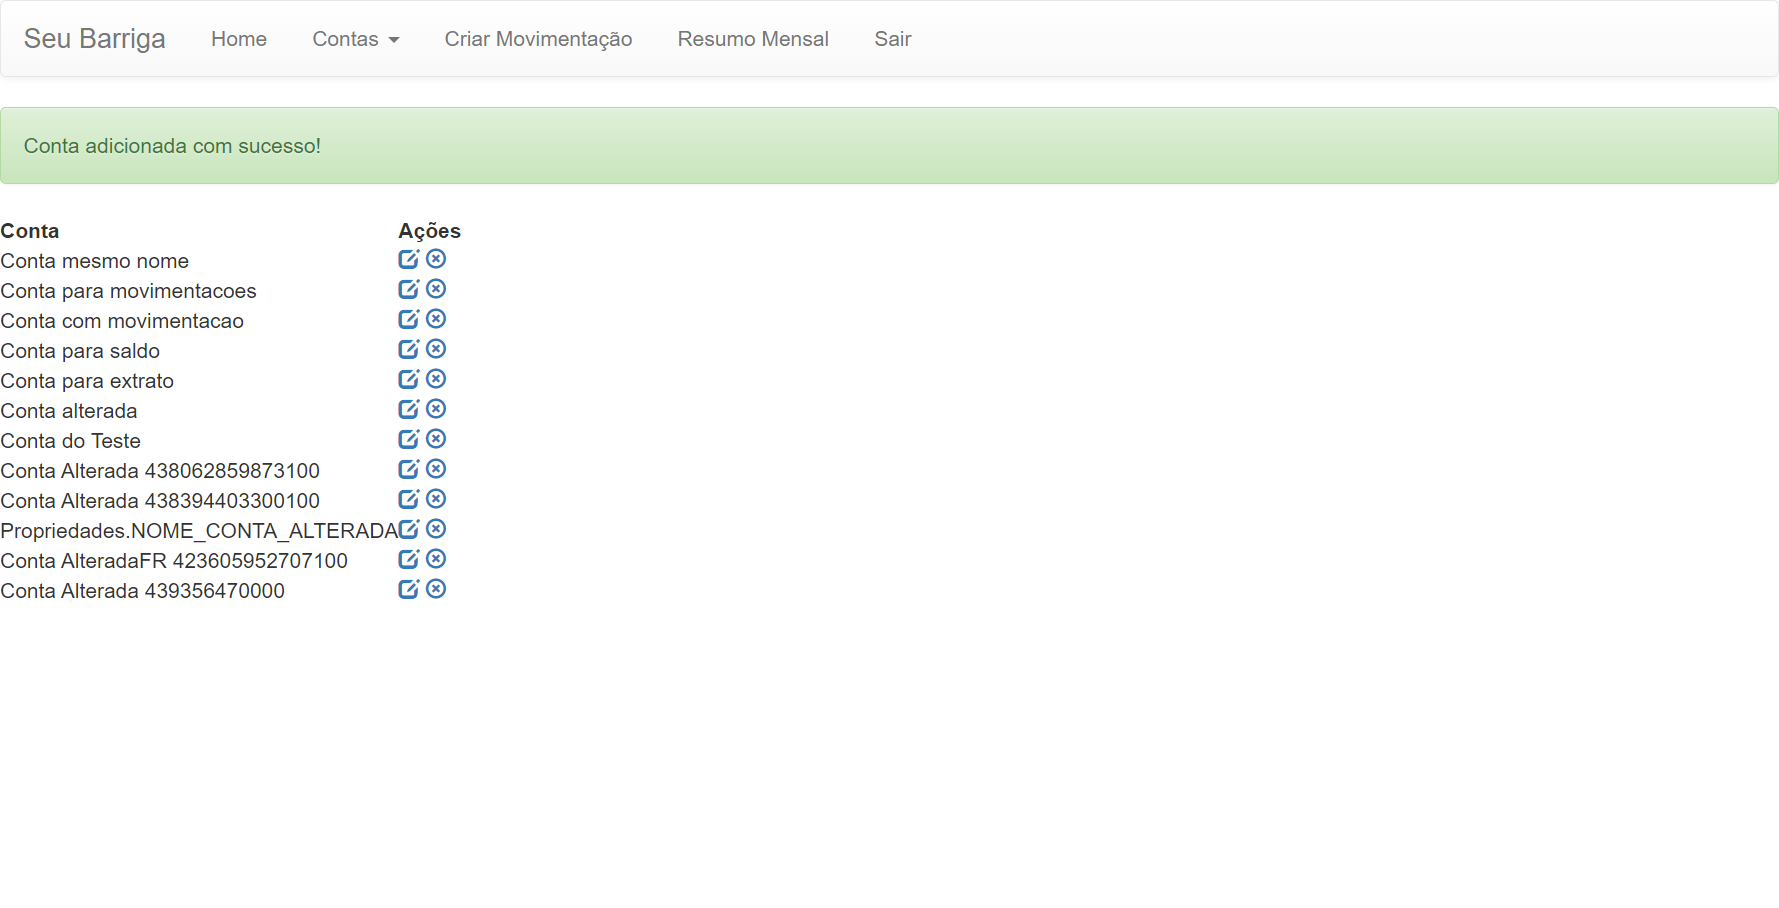 Seu Barriga Home Contas Criar Movimentação Resumo Mensal Sair
Conta adicionada com sucesso!
Conta Ações
Conta mesmo nome
Conta para movimentacoes
Conta com movimentacao
Conta para saldo
Conta para extrato
Conta alterada
Conta do Teste
Conta Alterada 438062859873100
Conta Alterada 438394403300100
Propriedades.NOME_CONTA_ALTERADA
Conta AlteradaFR 423605952707100
Conta Alterada 439356470000